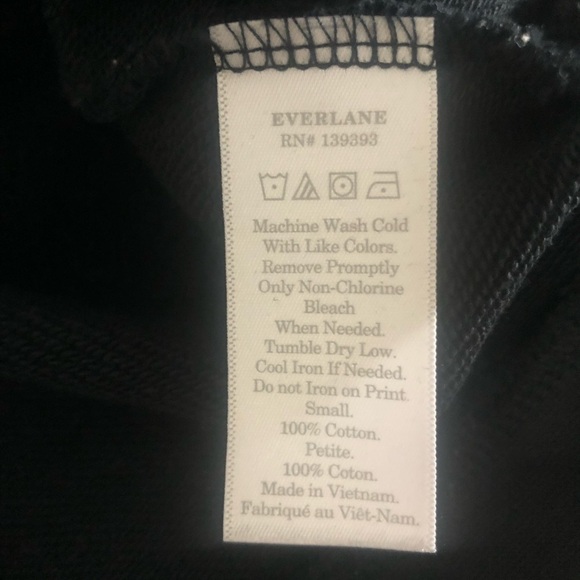 EVERLANE
RN# 139393
Machine Wash Cold
With Like Colors.
Remove Promptly
Only Non-Chlorine
Bleach
When Needed.
Tumble Dry Low.
Cool Iron If Needed.
Do not Iron on Print
Small.
100% Cotton.
Petite.
100% Coton.
Made in Vietnam.
Fabriqué au Viêt-Nam.